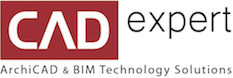 CAD expert
ArchiCAD & BIM Technology Solutions